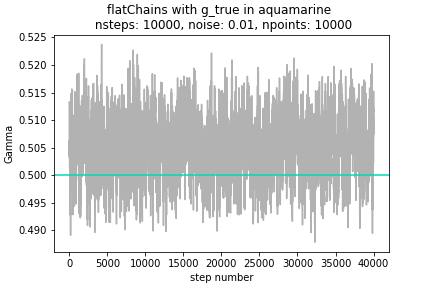 flatChains with g_true in aquamarine
nsteps: 10000, noise: 0.01, npoints: 10000
0.525
0.520
0.515
0.510
0.505
0.500
0.495
0.490
Gamma
0 5000 10000 15000 20000 25000 30000 35000 40000
step number